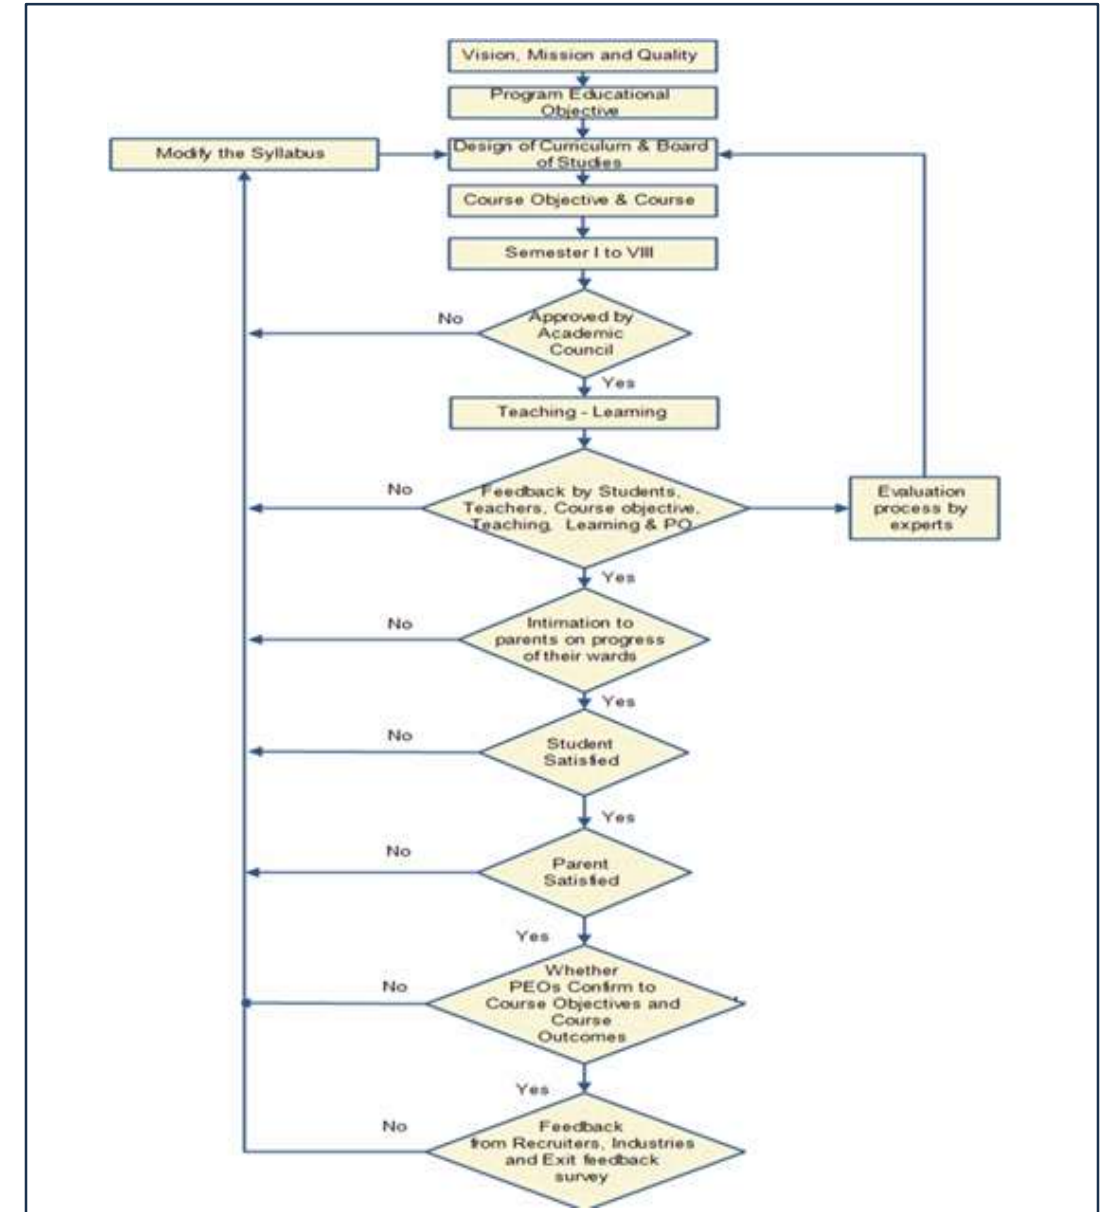 Vision, Mission and Quality
Program Educational
Objective
Modify the Syllabus
Design of Curriculum & Board
of Studies
Course Objective & Course
Semester I to VIII
No
Approved by
Academic
Council
Yes
Teaching - Learning
No
Feedback by Students,
Teachers, Course objective,
Teaching, Learning & PO
Evaluation
process by
experts
Yes
No
Intimation to
parents on progress
of their wards
Yes
No
Student
Satisfied
Yes
No
Parent
Satisfied
Yes
No
Whether
PEOs Confirm to
Course Objectives and
Course
Outcomes
Yes
No
Feedback
from Recruiters, Industries
and Exit feedback
survey